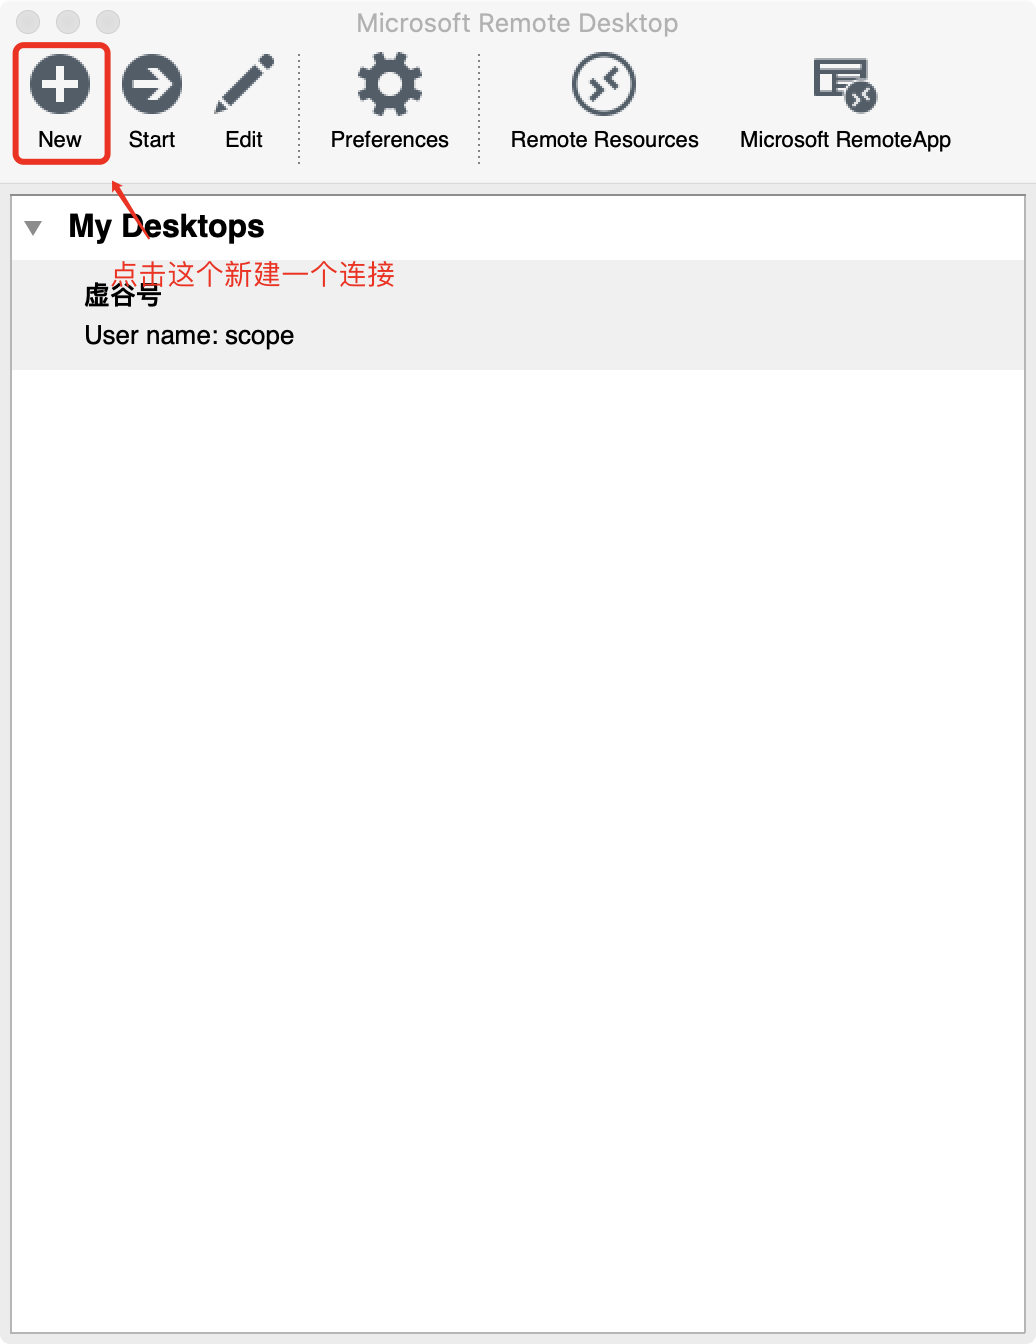 Microsoft Remote Desktop
New Start Edit Preferences Remote Resources Microsoft RemoteApp
My Desktops
点击这个新建一个连接
虚谷号
User name: scope